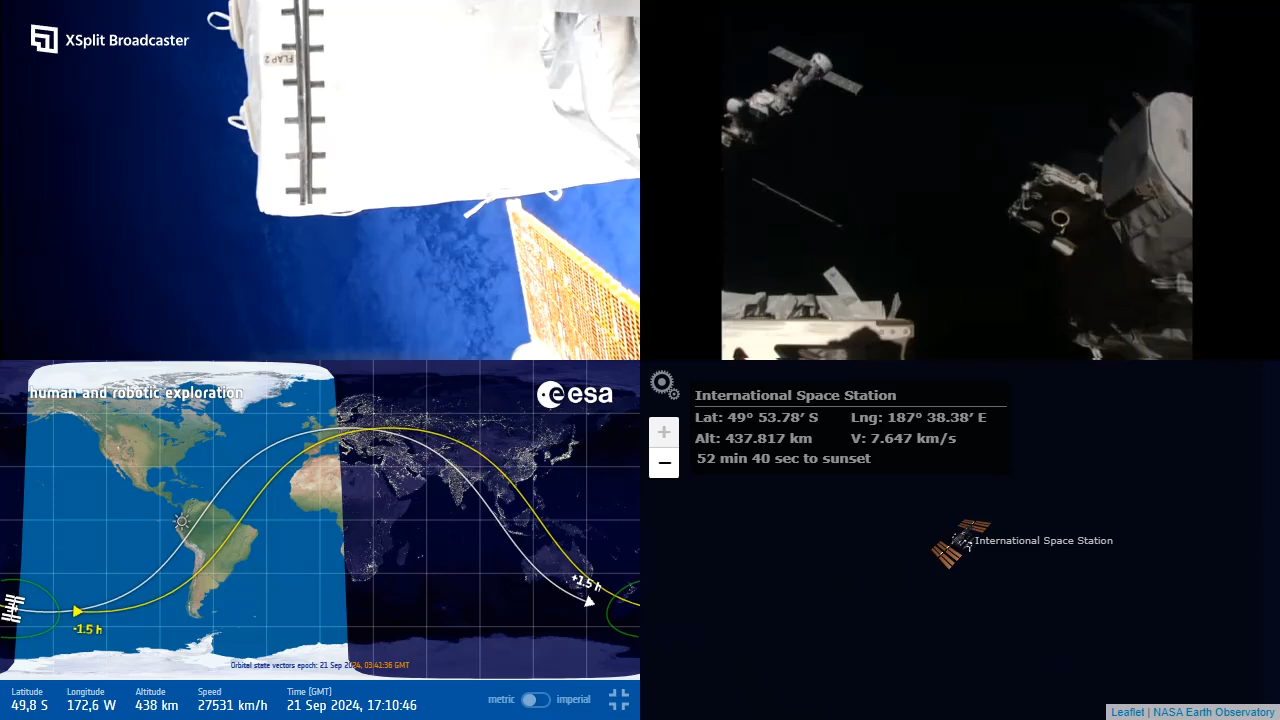 XSplit Broadcaster
FLAP 2
human and robotic exploration
esa
+1.5 h
-1.5 h
Orbital state vectors epoch: 21 Sep 2024, 03:41:36 GMT
Latitude Longitude Altitude Speed Time (GMT)
49,8 S 172,6 W 438 km 27531 km/h 21 Sep 2024, 17:10:46
metric imperial
International Space Station
Lat: 49° 53.78′ S Lng: 187° 38.38′ E
Alt: 437.817 km V: 7.647 km/s
52 min 40 sec to sunset
+
−
International Space Station
Leaflet | NASA Earth Observatory